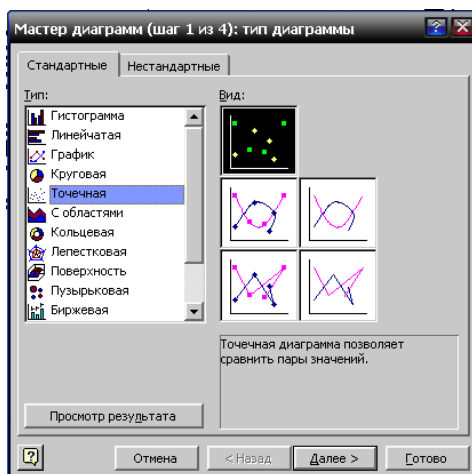 Мастер диаграмм (шаг 1 из 4): тип диаграммы
Стандартные
Нестандартные
Тип:
Гистограмма
Линейчатая
График
Круговая
Точечная
С областями
Кольцевая
Лепестковая
Поверхность
Пузырьковая
Биржевая
Вид:
Точечная диаграмма позволяет
сравнить пары значений.
Просмотр результата
Отмена
< Назад
Далее >
Готово